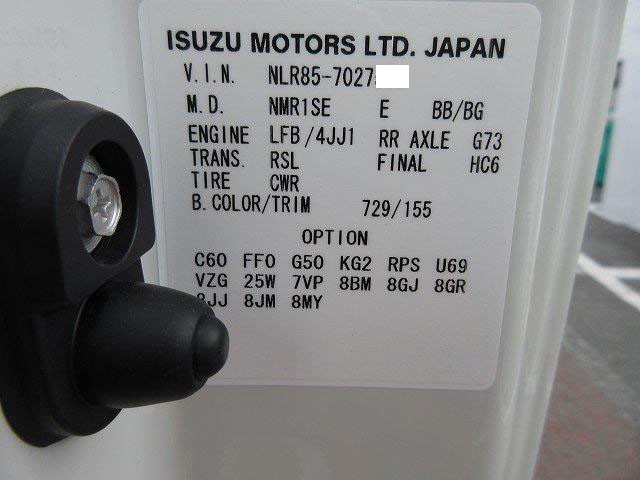 ISUZU MOTORS LTD. JAPAN
V.I.N. NLR85-7027
M.D. NMR1SE E BB/BG
ENGINE LFB/4JJ1 RR AXLE G73
TRANS. RSL FINAL HC6
TIRE CWR
B.COLOR/TRIM 729/155
OPTION
C60 FF0 G50 KG2 RPS U69
VZG 25W 7VP 8BM 8GJ 8GR
8JJ 8JM 8MY